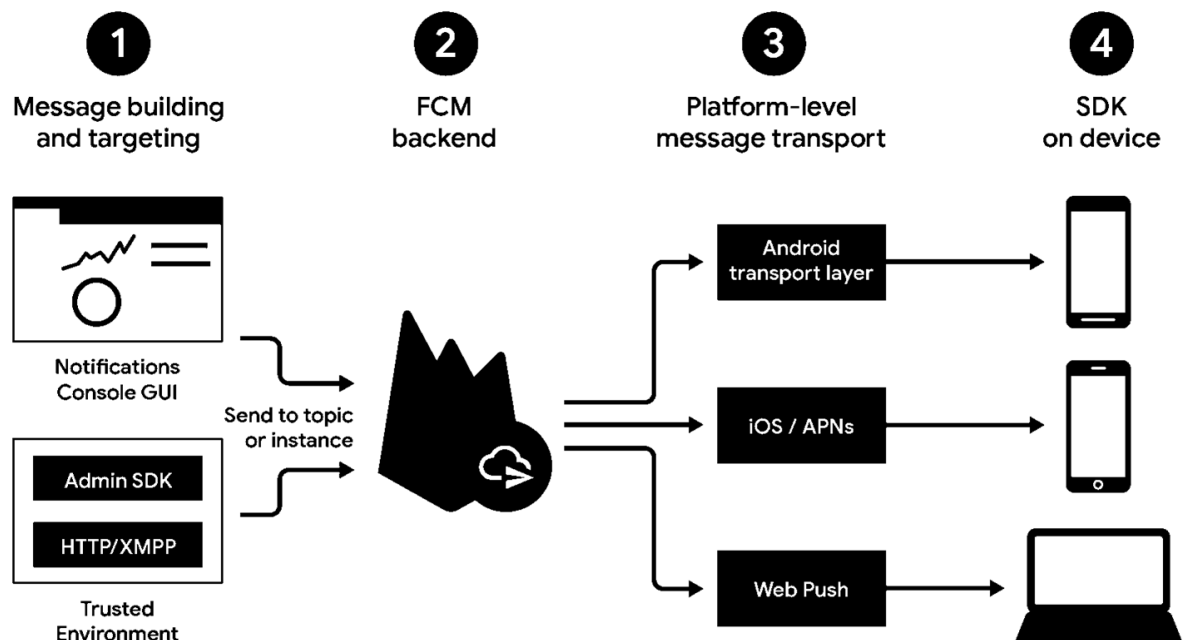 1
Message building
and targeting
2
FCM
backend
3
Platform-level
message transport
4
SDK
on device
Notifications
Console GUI
Send to topic
or instance
Admin SDK
HTTP/XMPP
Trusted
Environment
Android
transport layer
iOS / APNs
Web Push